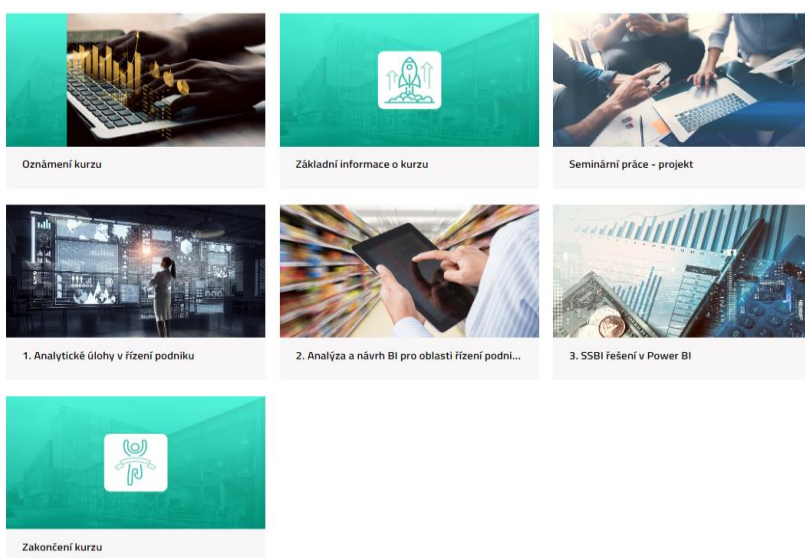 Oznámení kurzu
Základní informace o kurzu
Seminární práce - projekt
1. Analytické úlohy v řízení podniku
2. Analýza a návrh BI pro oblasti řízení podni...
3. SSBI řešení v Power BI
Zakončení kurzu